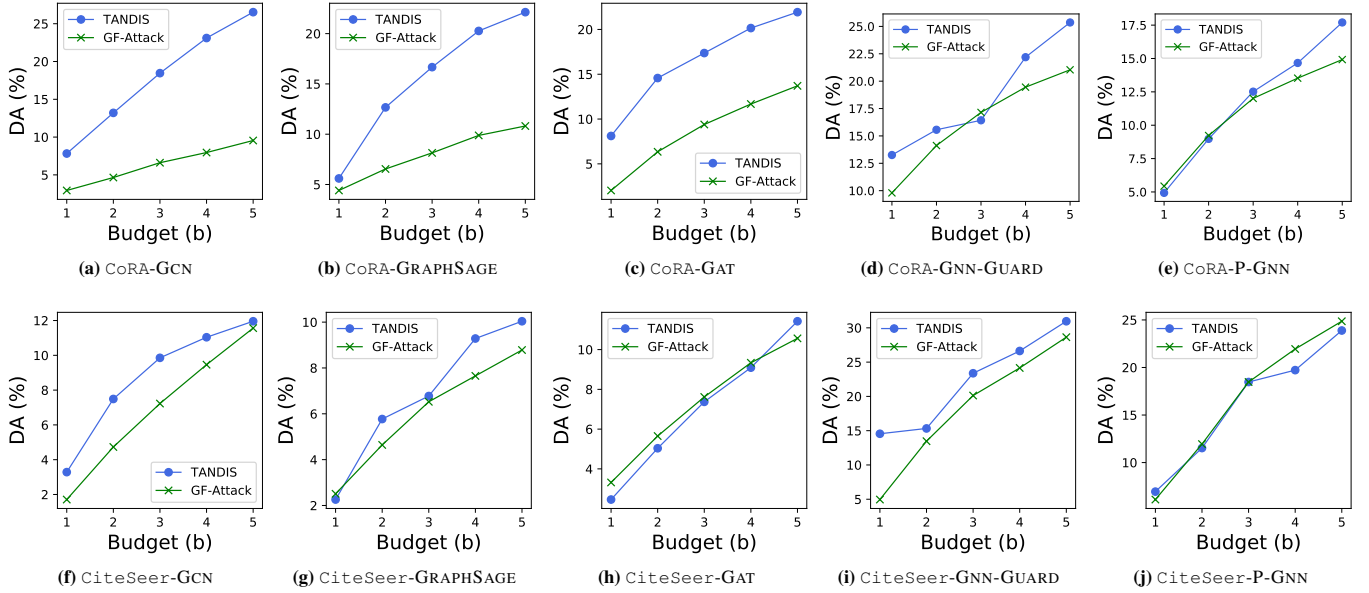 DA (%)
25
20
15
10
5
TANDIS
GF-Attack
1 2 3 4 5
Budget (b)
(a) CoRA-GCN
DA (%)
20
15
10
5
TANDIS
GF-Attack
1 2 3 4 5
Budget (b)
(b) CoRA-GRAPHSAGE
DA (%)
20
15
10
5
TANDIS
GF-Attack
1 2 3 4 5
Budget (b)
(c) CoRA-GAT
DA (%)
25.0
22.5
20.0
17.5
15.0
12.5
10.0
TANDIS
GF-Attack
1 2 3 4 5
Budget (b)
(d) CoRA-GNN-GUARD
DA (%)
17.5
15.0
12.5
10.0
7.5
5.0
TANDIS
GF-Attack
1 2 3 4 5
Budget (b)
(e) CoRA-P-GNN
DA (%)
12
10
8
6
4
2
TANDIS
GF-Attack
1 2 3 4 5
Budget (b)
(f) CiteSeer-GCN
DA (%)
10
8
6
4
2
TANDIS
GF-Attack
1 2 3 4 5
Budget (b)
(g) CiteSeer-GRAPHSAGE
DA (%)
10
8
6
4
TANDIS
GF-Attack
1 2 3 4 5
Budget (b)
(h) CiteSeer-GAT
DA (%)
30
25
20
15
10
5
TANDIS
GF-Attack
1 2 3 4 5
Budget (b)
(i) CiteSeer-GNN-GUARD
DA (%)
25
20
15
10
TANDIS
GF-Attack
1 2 3 4 5
Budget (b)
(j) CiteSeer-P-GNN